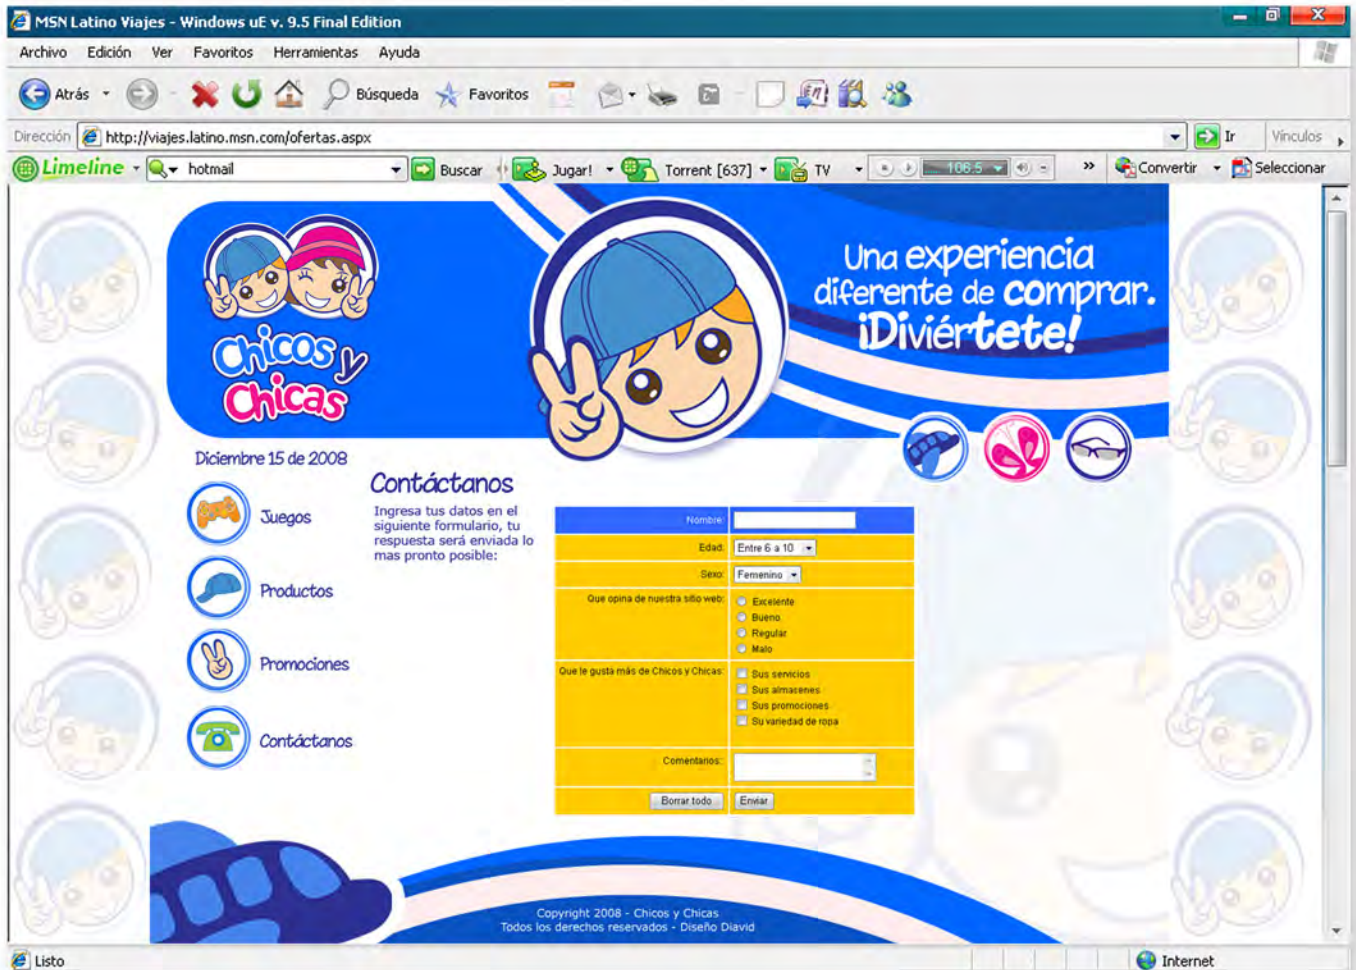 MSN Latino Viajes - Windows uE v. 9.5 Final Edition
Archivo Edición Ver Favoritos Herramientas Ayuda
Atrás Búsqueda Favoritos
Dirección http://viajes.latino.msn.com/ofertas.aspx Ir Vínculos
Limeline hotmail Buscar Jugar! Torrent [637] TV 106.5 » Convertir Seleccionar
Una experiencia
diferente de comprar.
¡Diviértete!
Chicos y
Chicas
Diciembre 15 de 2008
Juegos
Productos
Promociones
Contáctanos
Contáctanos
Ingresa tus datos en el
siguiente formulario, tu
respuesta será enviada lo
mas pronto posible:
Nombre:
Edad: Entre 6 a 10
Sexo: Femenino
Que opina de nuestra sitio web: Excelente
Bueno
Regular
Malo
Que le gusta más de Chicos y Chicas: Sus servicios
Sus almacenes
Sus promociones
Su variedad de ropa
Comentarios:
Borrar todo Enviar
Copyright 2008 - Chicos y Chicas
Todos los derechos reservados - Diseño Diavid
Listo Internet